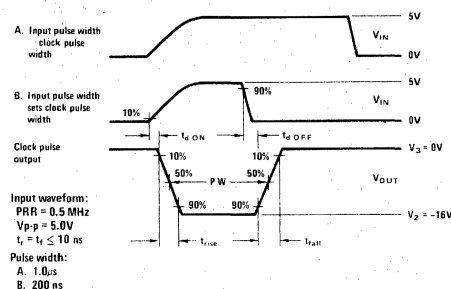 A. Input pulse width
clock pulse
width
5V
VIN
0V
B. Input pulse width
sets clock pulse
width
10%
90%
5V
VIN
0V
td ON
td OFF
Clock pulse
output
10%
10%
V3 = 0V
50%
PW
50%
VOUT
90%
90%
V2 = -16V
trise
tfall
Input waveform:
PRR = 0.5 MHz
Vp-p = 5.0V
tr = tf ≤ 10 ns
Pulse width:
A. 1.0µs
B. 200 ns